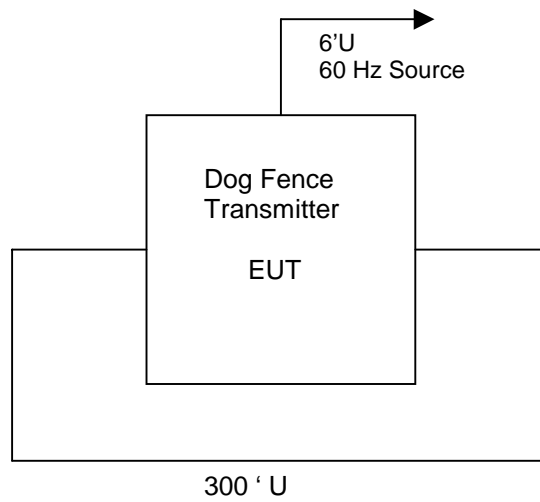 6’U
60 Hz Source
Dog Fence
Transmitter
EUT
300 ‘ U